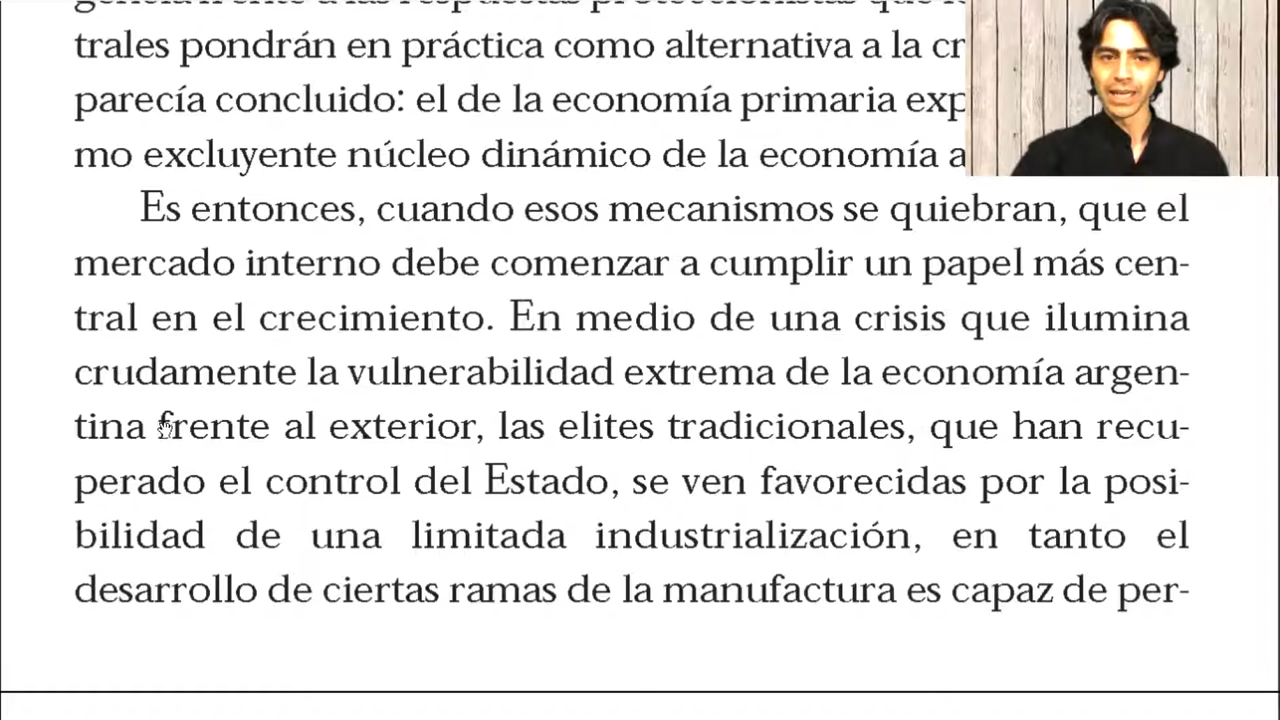 trales pondrán en práctica como alternativa a la
parecía concluido: el de la economía primaria
mo excluyente núcleo dinámico de la economía
Es entonces, cuando esos mecanismos se quiebran, que el
mercado interno debe comenzar a cumplir un papel más cen-
tral en el crecimiento. En medio de una crisis que ilumina
crudamente la vulnerabilidad extrema de la economía argen-
tina frente al exterior, las elites tradicionales, que han recu-
perado el control del Estado, se ven favorecidas por la posi-
bilidad de una limitada industrialización, en tanto el
desarrollo de ciertas ramas de la manufactura es capaz de per-